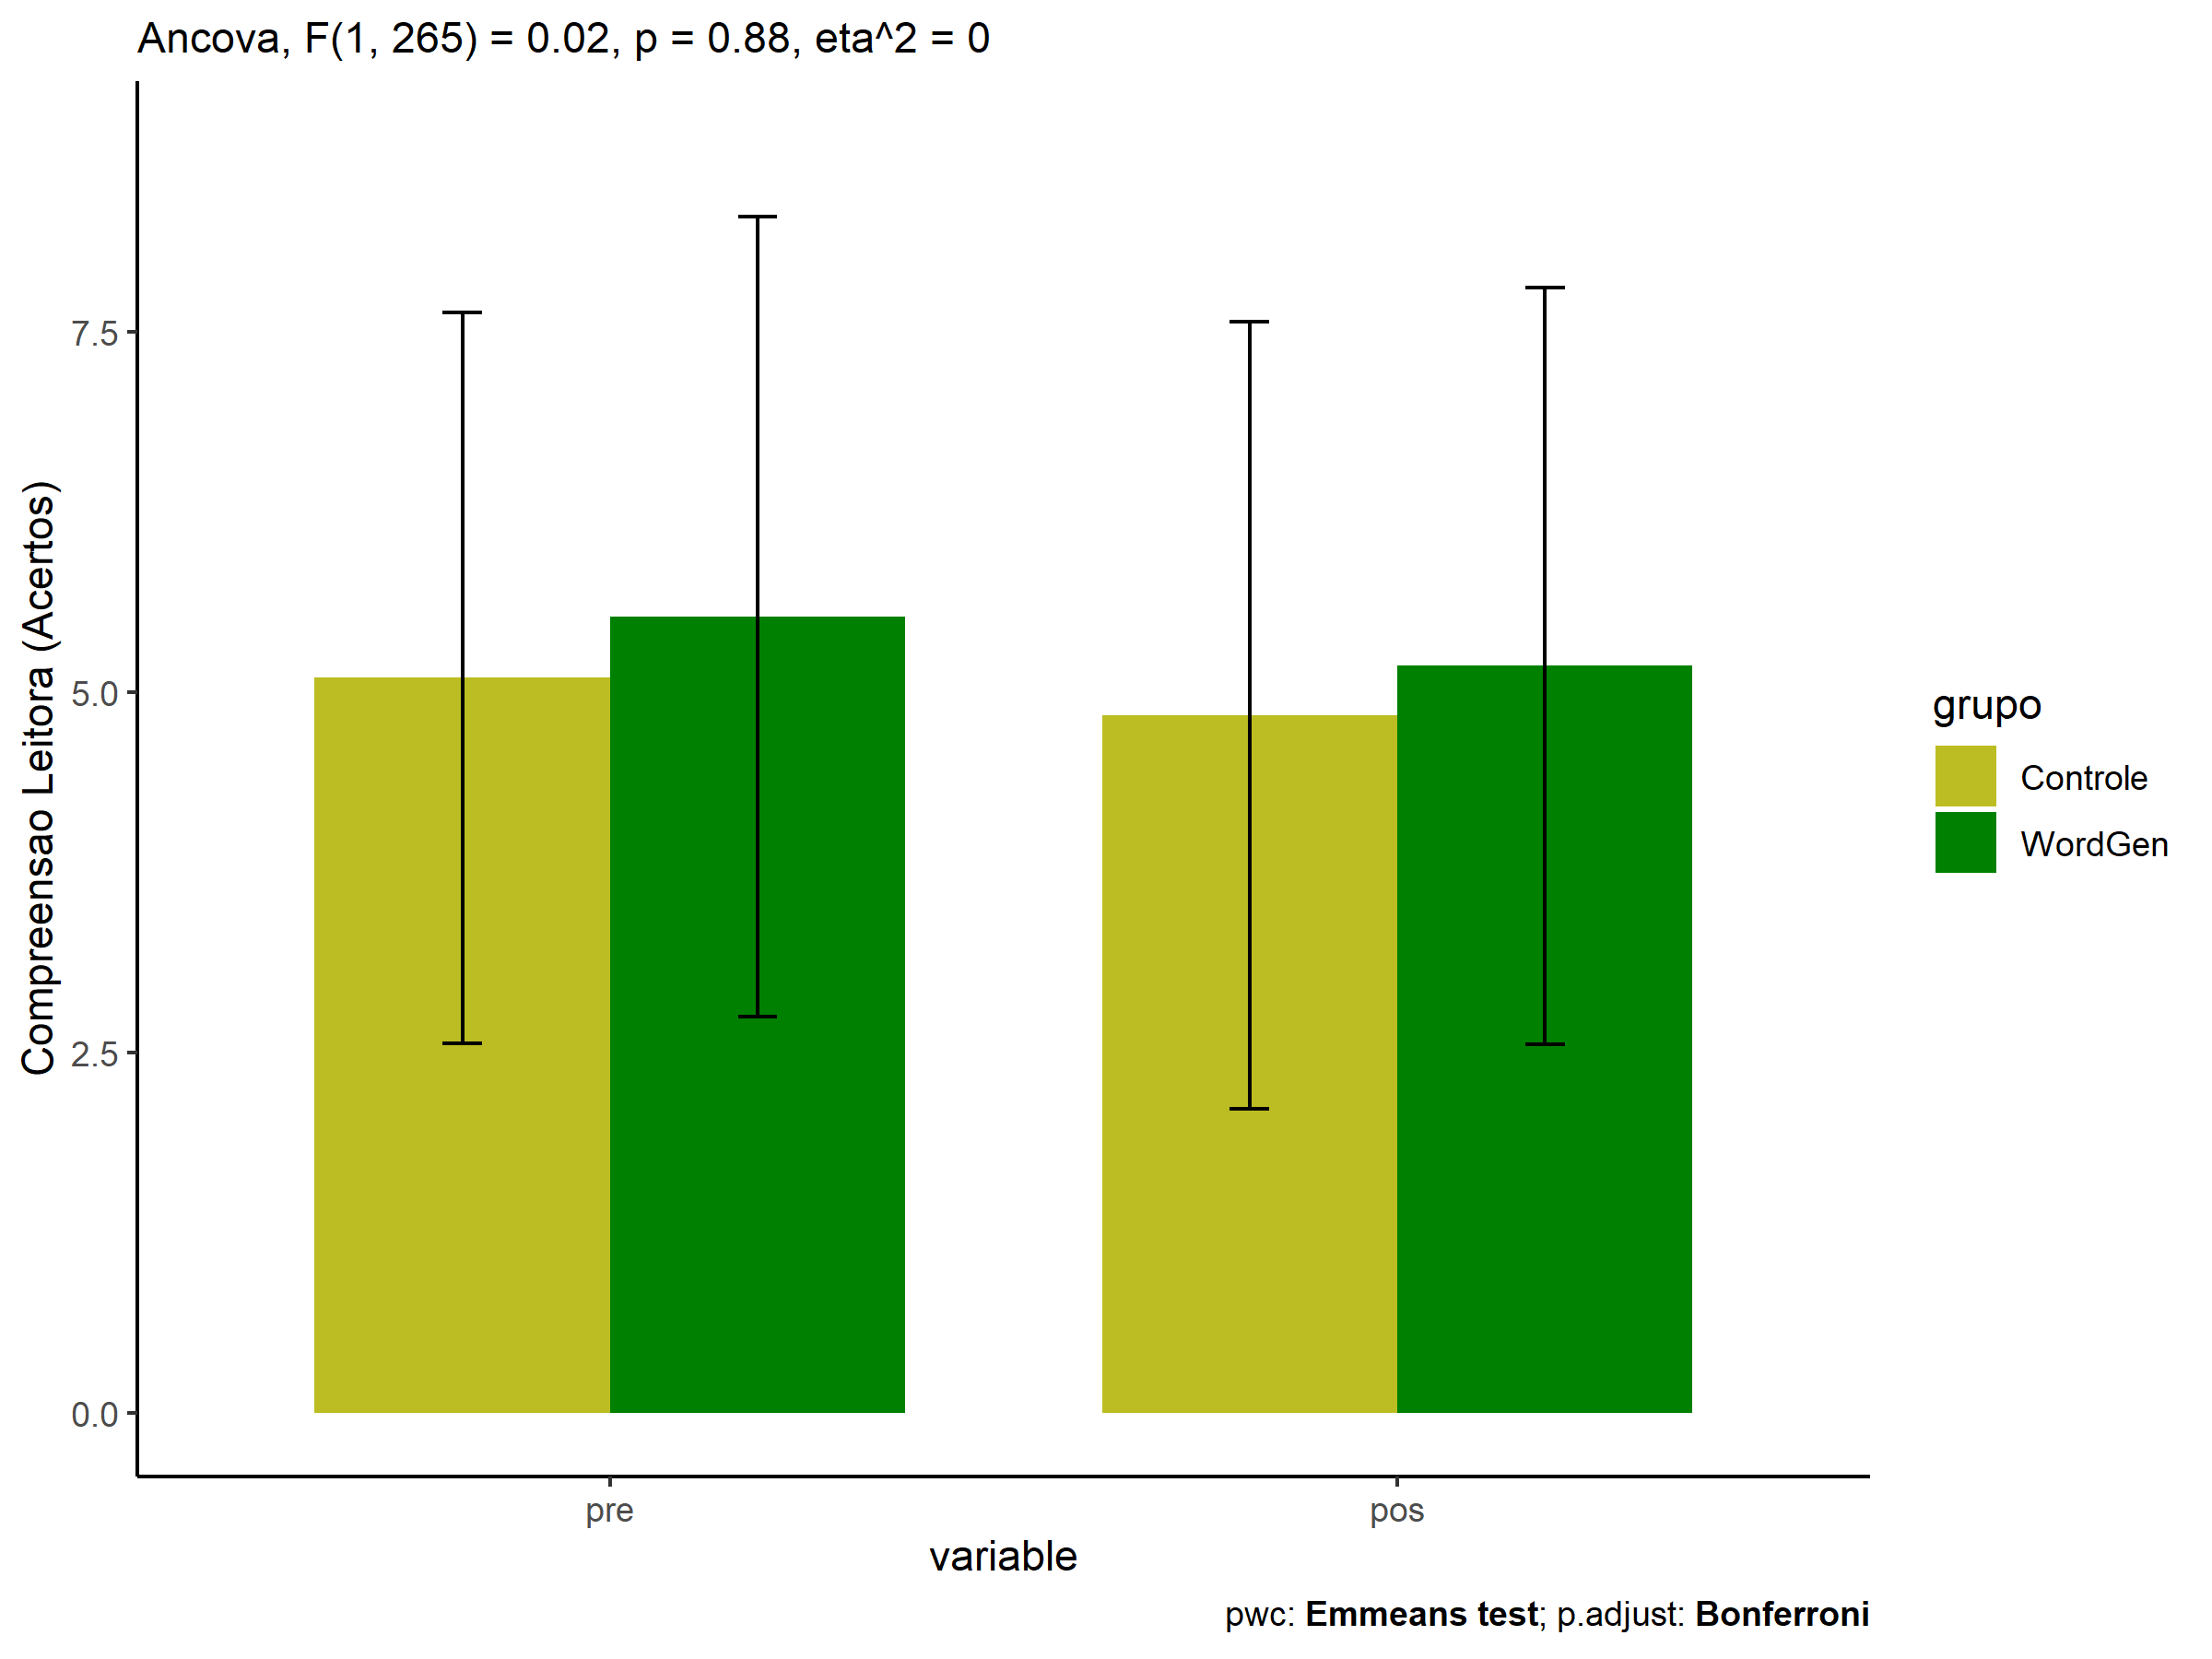 Ancova, F(1, 265) = 0.02, p = 0.88, eta^2 = 0
Compreensao Leitora (Acertos)
7.5
5.0
2.5
0.0
pre
pos
variable
grupo
Controle
WordGen
pwc: Emmeans test; p.adjust: Bonferroni